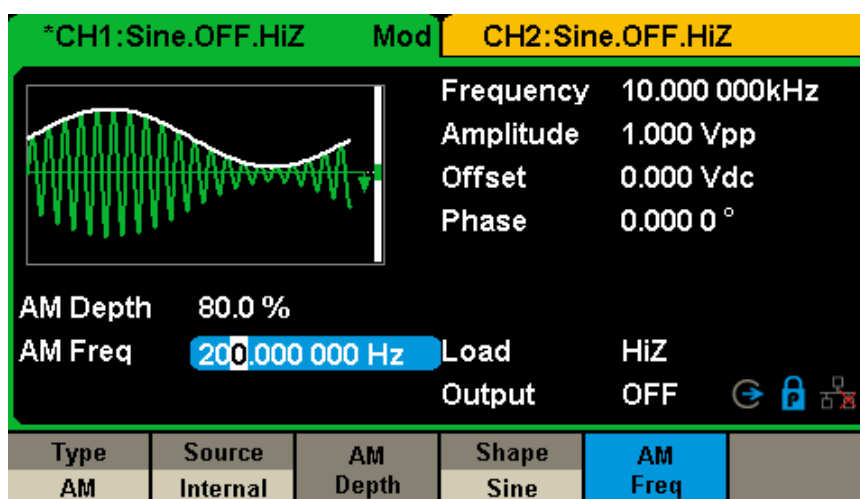 *CH1:Sine.OFF.HiZ Mod CH2:Sine.OFF.HiZ
Frequency 10.000 000kHz
Amplitude 1.000 Vpp
Offset 0.000 Vdc
Phase 0.000 0 °
AM Depth 80.0 %
AM Freq 200.000 000 Hz Load HiZ
Output OFF P
Type Source AM Shape AM
AM Internal Depth Sine Freq